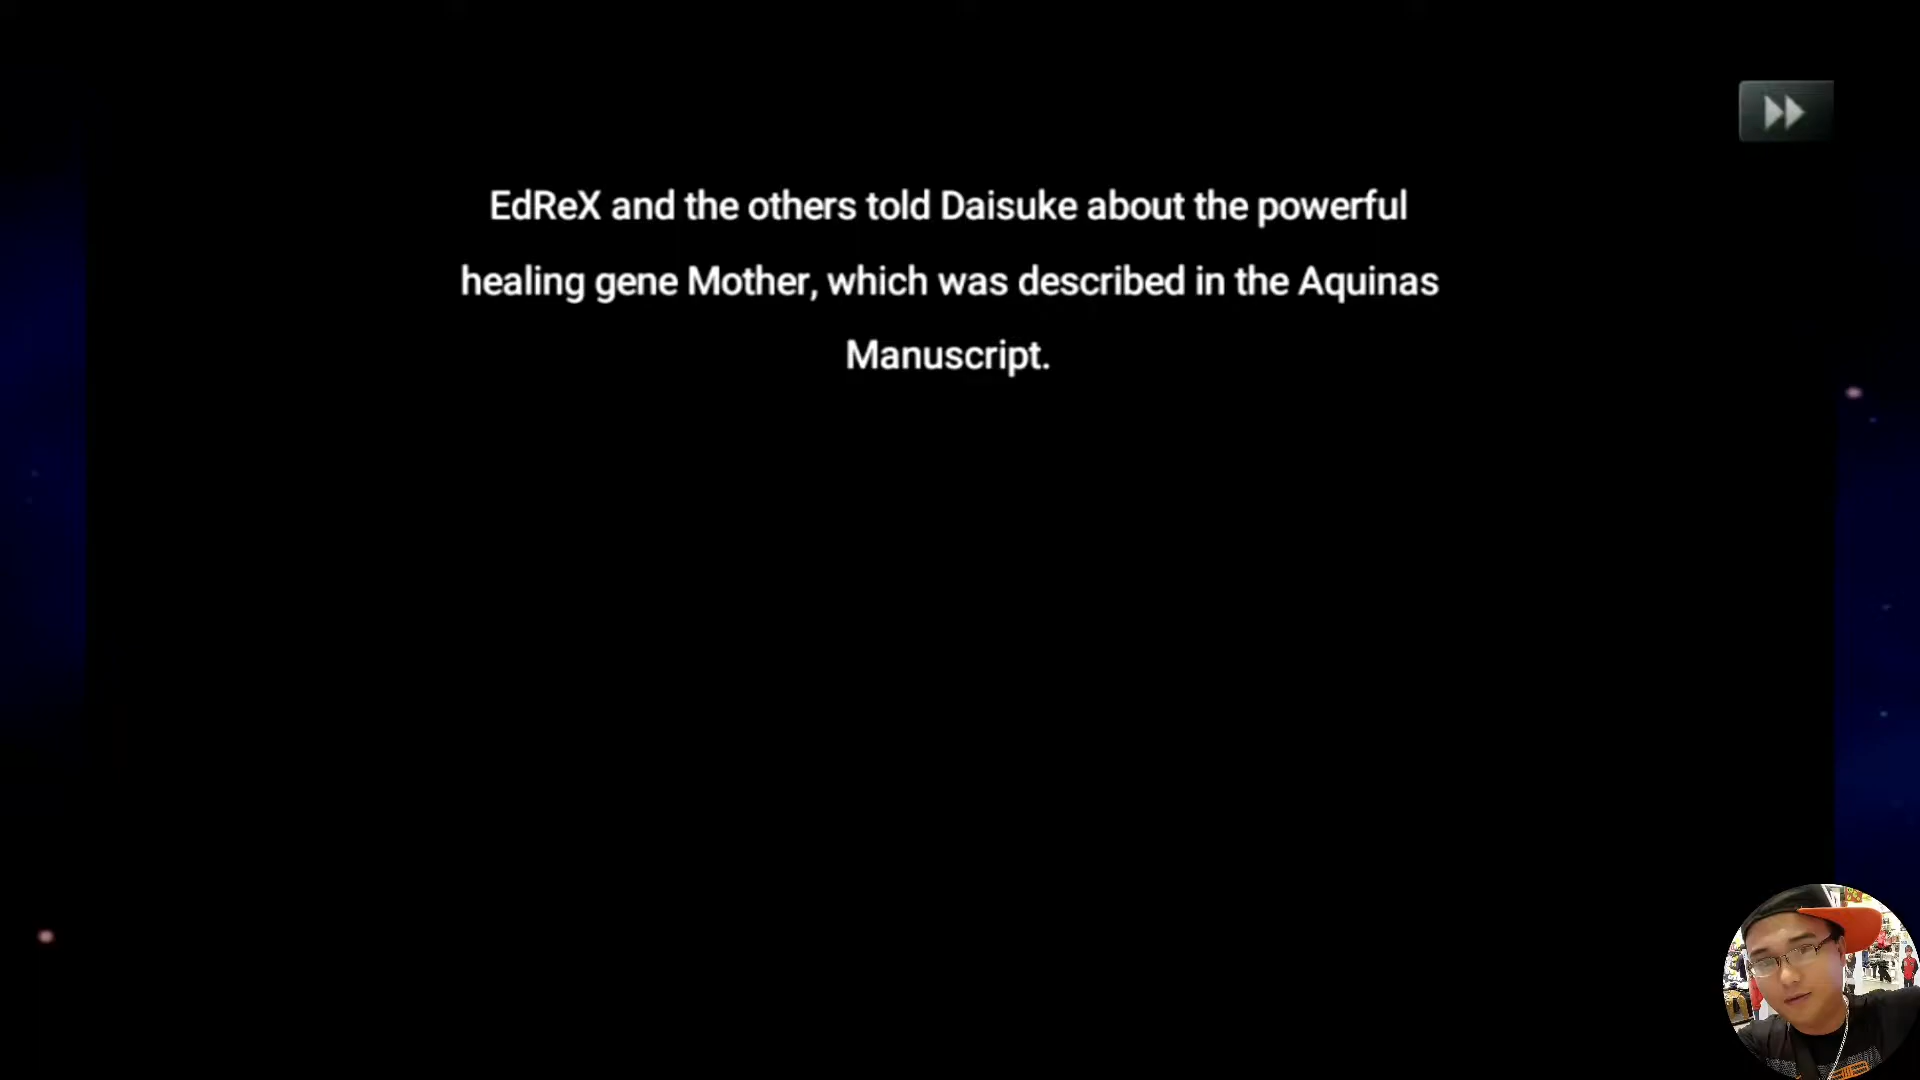 EdReX and the others told Daisuke about the powerful
healing gene Mother, which was described in the Aquinas
Manuscript.